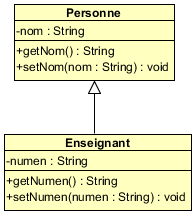 Personne
-nom : String
+getNom() : String
+setNom(nom : String) : void
Enseignant
-numen : String
+getNumen() : String
+setNumen(numen : String) : void